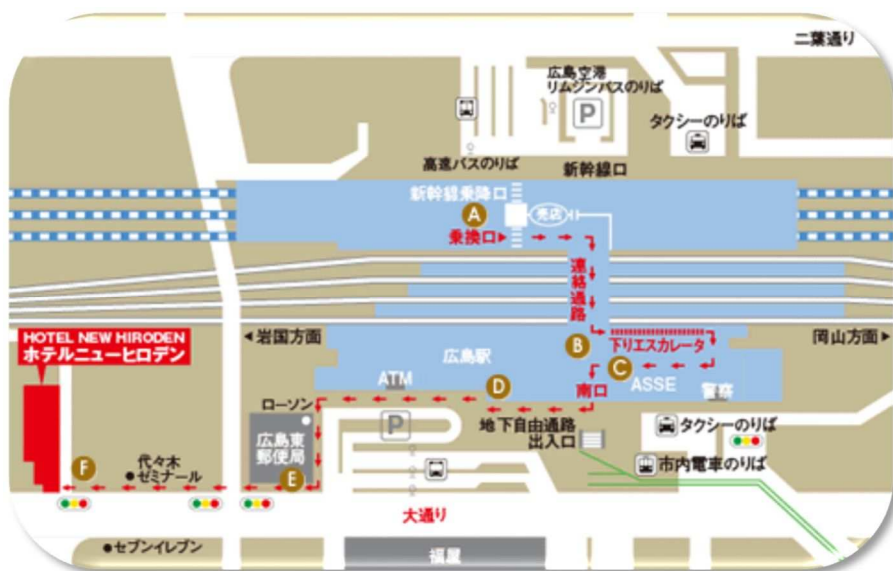 二葉通り
広島空港
リムジンバスのりば
P
タクシーのりば
高速バスのりば
新幹線口
新幹線乗降口
A
売店
乗換口
連絡通路
HOTEL NEW HIRODEN
ホテルニューヒロデン
岩国方面
岡山方面
B
下りエスカレータ
広島駅
C
ATM
D
南口
ASSE
警察
ローソン
P
地下自由通路
出入口
タクシーのりば
広島東
郵便局
市内電車のりば
代々木
ゼミナール
F
E
大通り
セブンイレブン
福屋